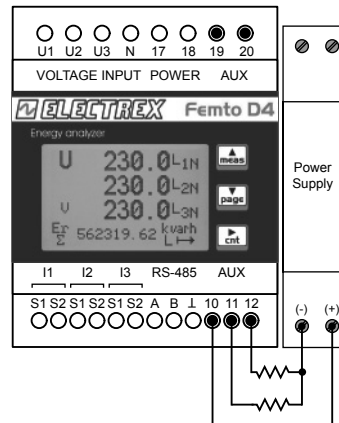 U1 U2 U3 N 17 18 19 20
VOLTAGE INPUT POWER AUX
ELECTREX Femto D4
Energy analyzer
U 230.0 L1N
230.0 L2N
U 230.0 L3N
Er Σ 562319.62 kvarh L
meas
page
cnt
Power
Supply
I1 I2 I3 RS-485 AUX
S1 S2 S1 S2 S1 S2 A B ⊥ 10 11 12
(-) (+)